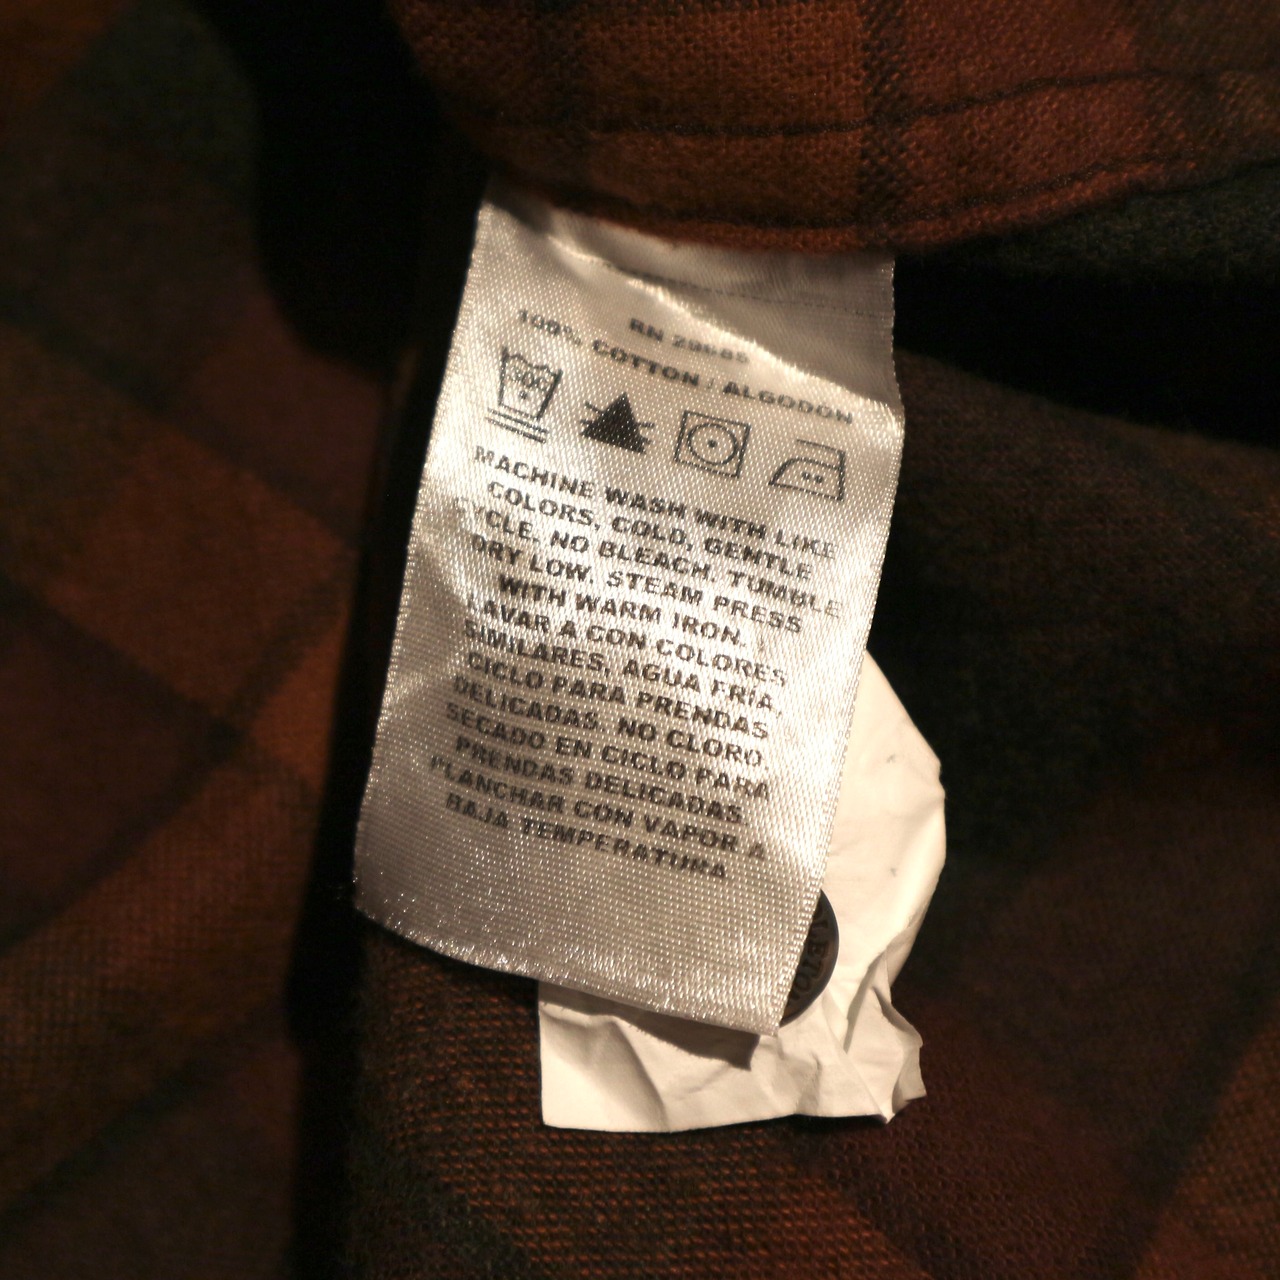 RN 29685
100% COTTON / ALGODON
MACHINE WASH WITH LIKE
COLORS, COLD, GENTLE
CYCLE, NO BLEACH. TUMBLE
DRY LOW. STEAM PRESS
WITH WARM IRON.
LAVAR A CON COLORES
SIMILARES, AGUA FRIA,
CICLO PARA PRENDAS
DELICADAS. NO CLORO.
SECADO EN CICLO PARA
PRENDAS DELICADAS.
PLANCHAR CON VAPOR A
BAJA TEMPERATURA